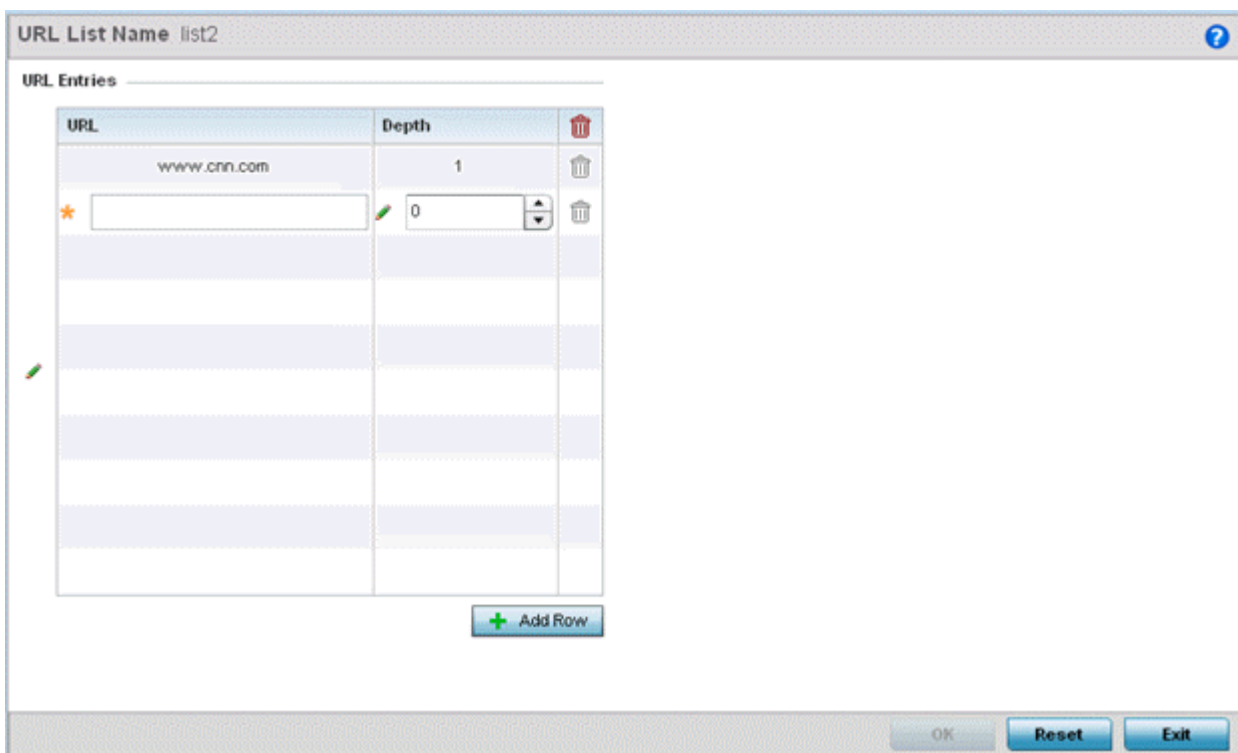 URL List Name list2
?
URL Entries
URL Depth
www.cnn.com 1
* 0
Add Row
OK Reset Exit